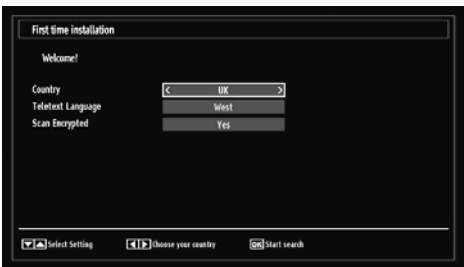 First time installation
Welcome!
Country < UK >
Teletext Language West
Scan Encrypted Yes
▼▲ Select Setting ◀▶ Choose your country OK Start search